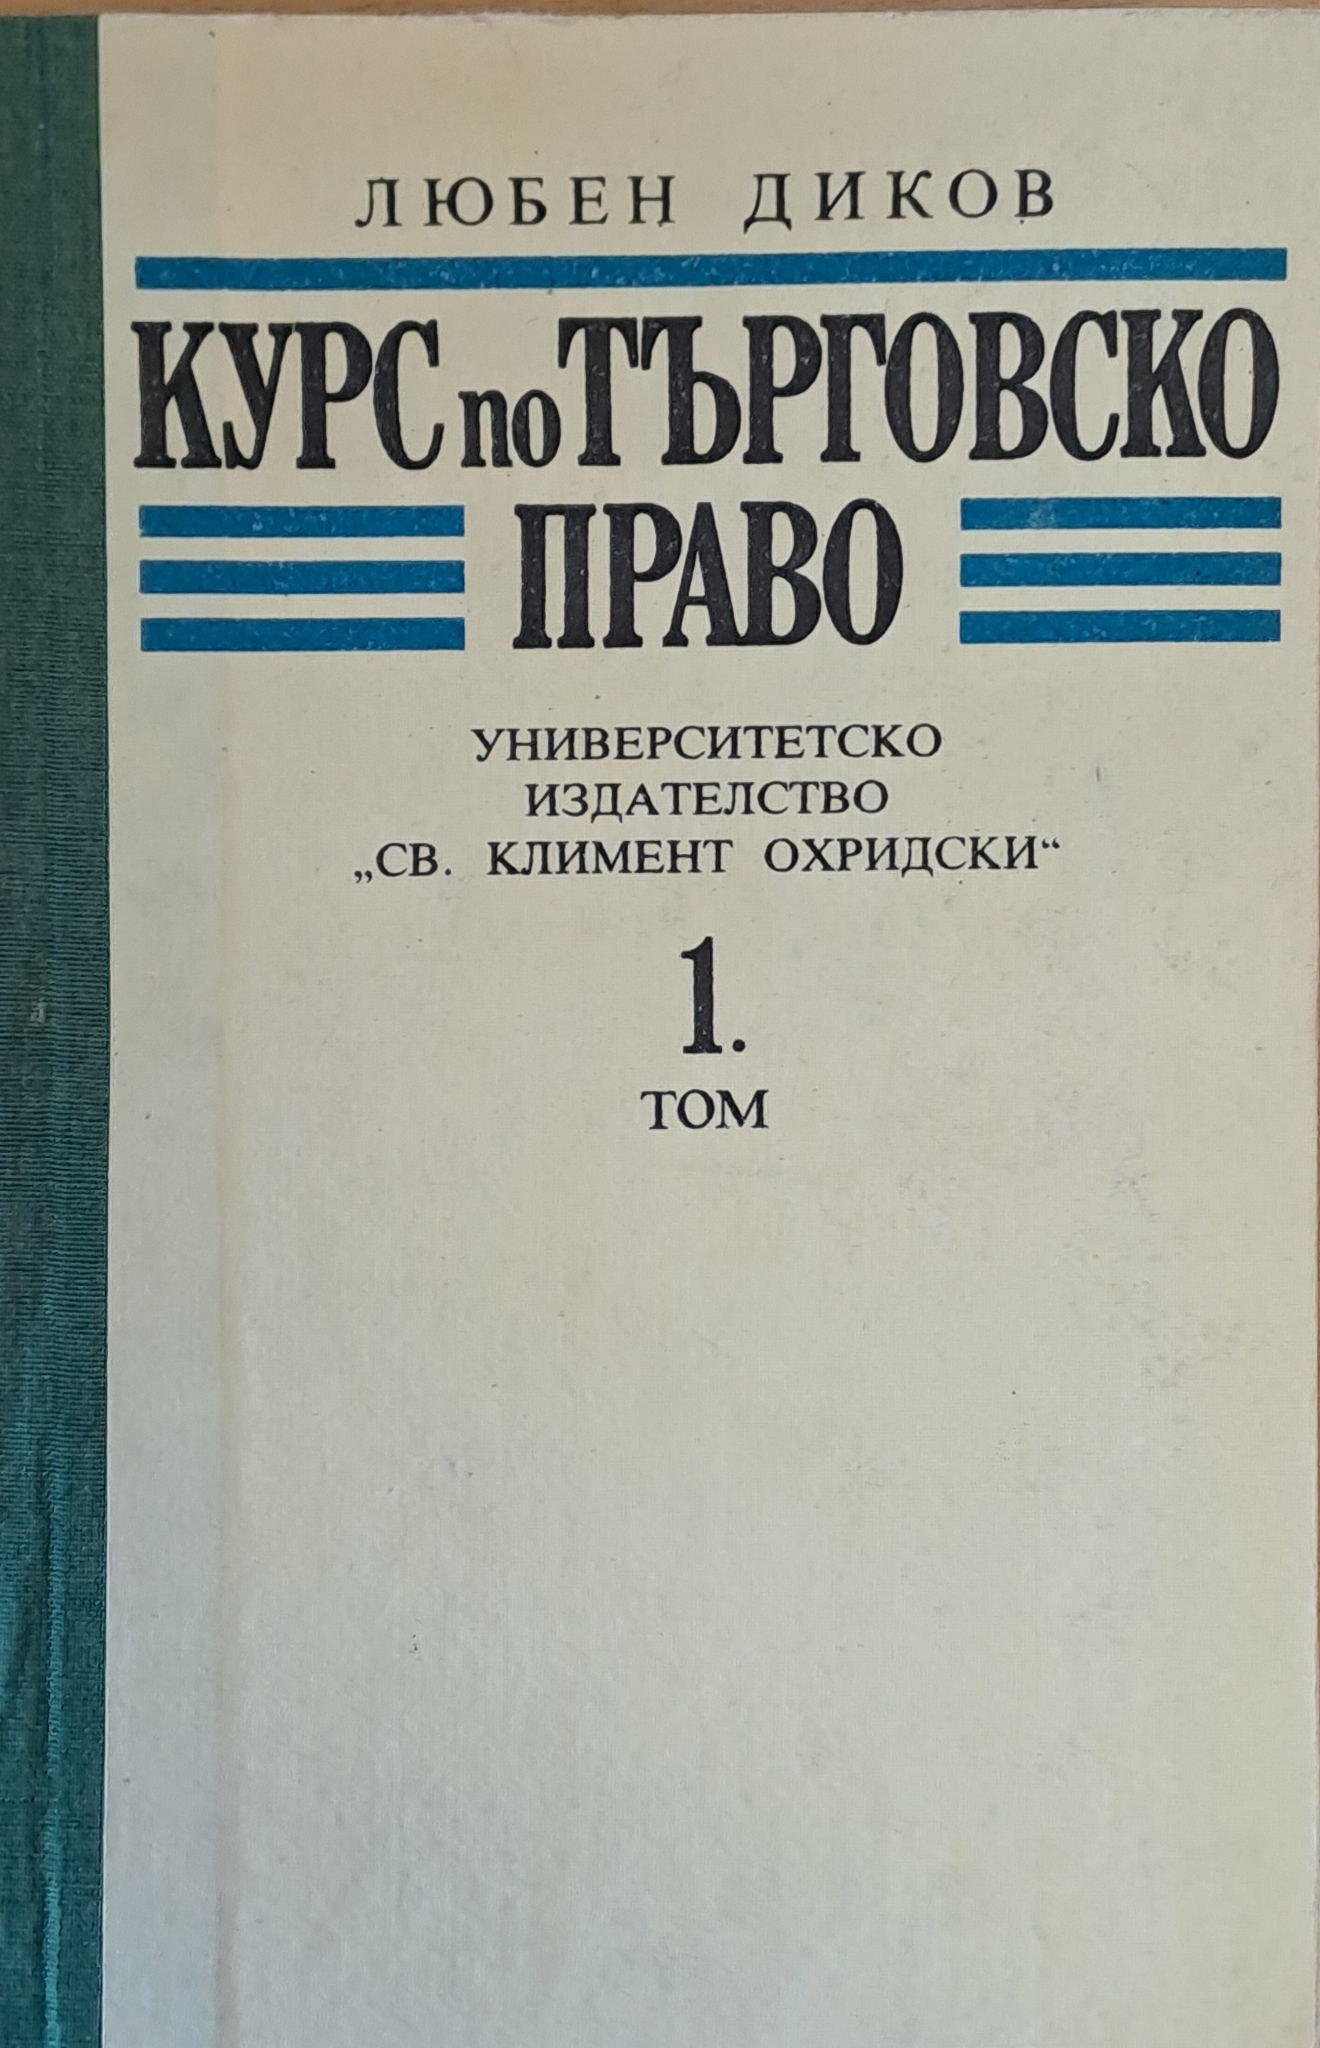 ЛЮБЕН ДИКОВ
КУРС по ТЪРГОВСКО
ПРАВО
УНИВЕРСИТЕТСКО
ИЗДАТЕЛСТВО
„СВ. КЛИМЕНТ ОХРИДСКИ“
1.
ТОМ